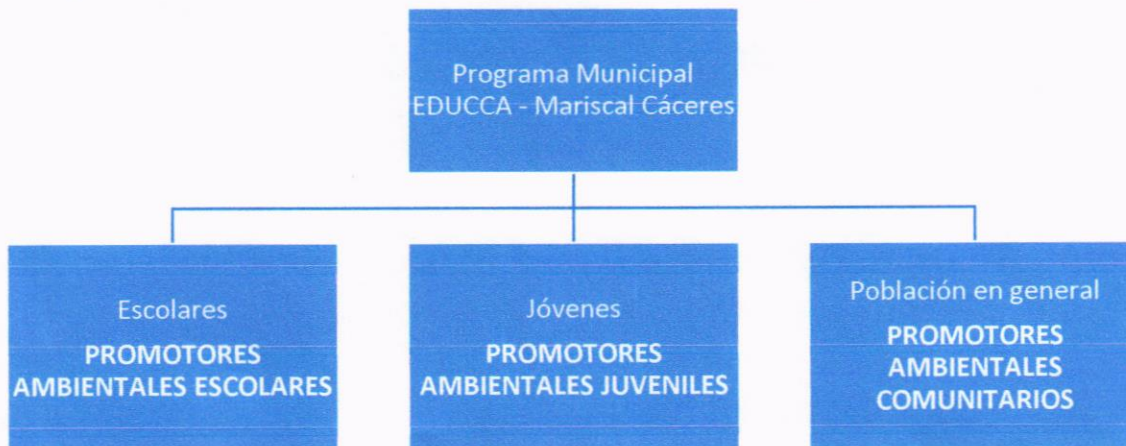 Programa Municipal
EDUCCA - Mariscal Cáceres
Escolares
PROMOTORES
AMBIENTALES ESCOLARES
Jóvenes
PROMOTORES
AMBIENTALES JUVENILES
Población en general
PROMOTORES
AMBIENTALES
COMUNITARIOS